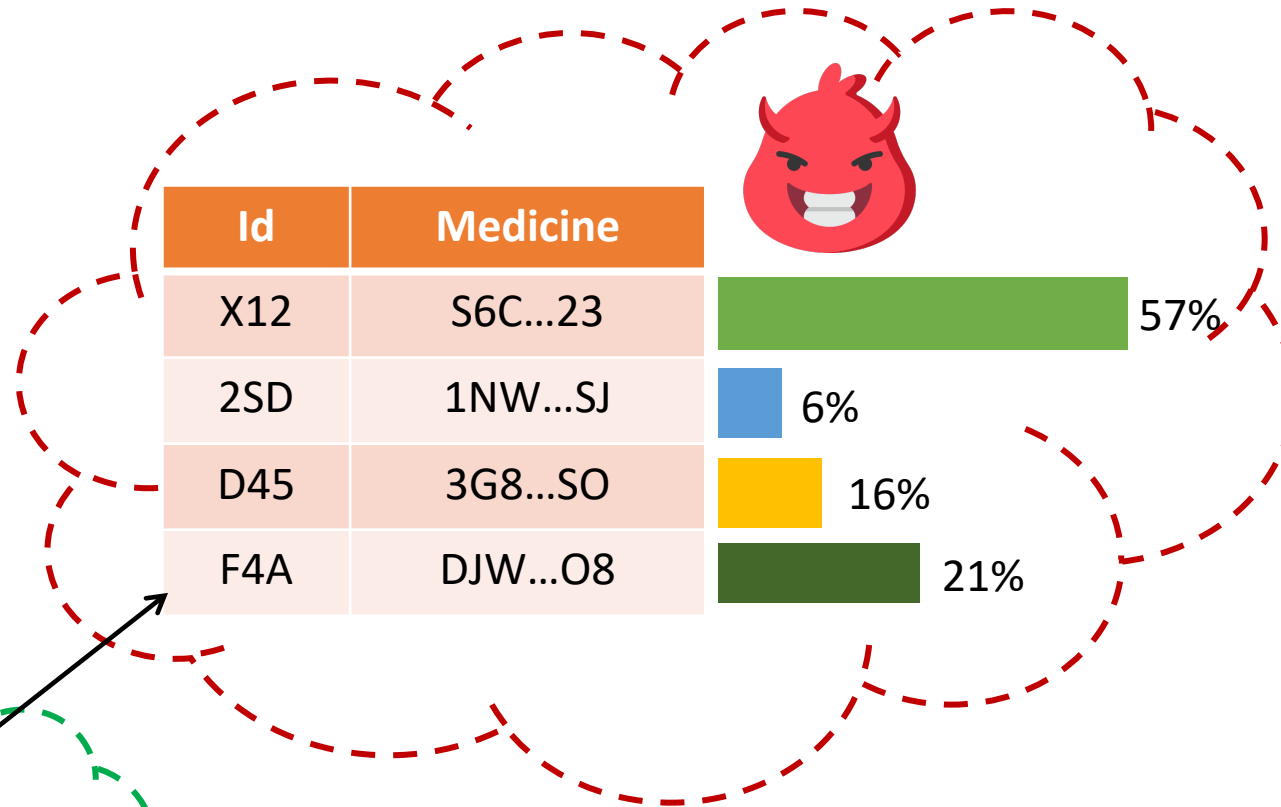 Id Medicine
X12 S6C...23 57%
2SD 1NW...SJ 6%
D45 3G8...SO 16%
F4A DJW...O8 21%